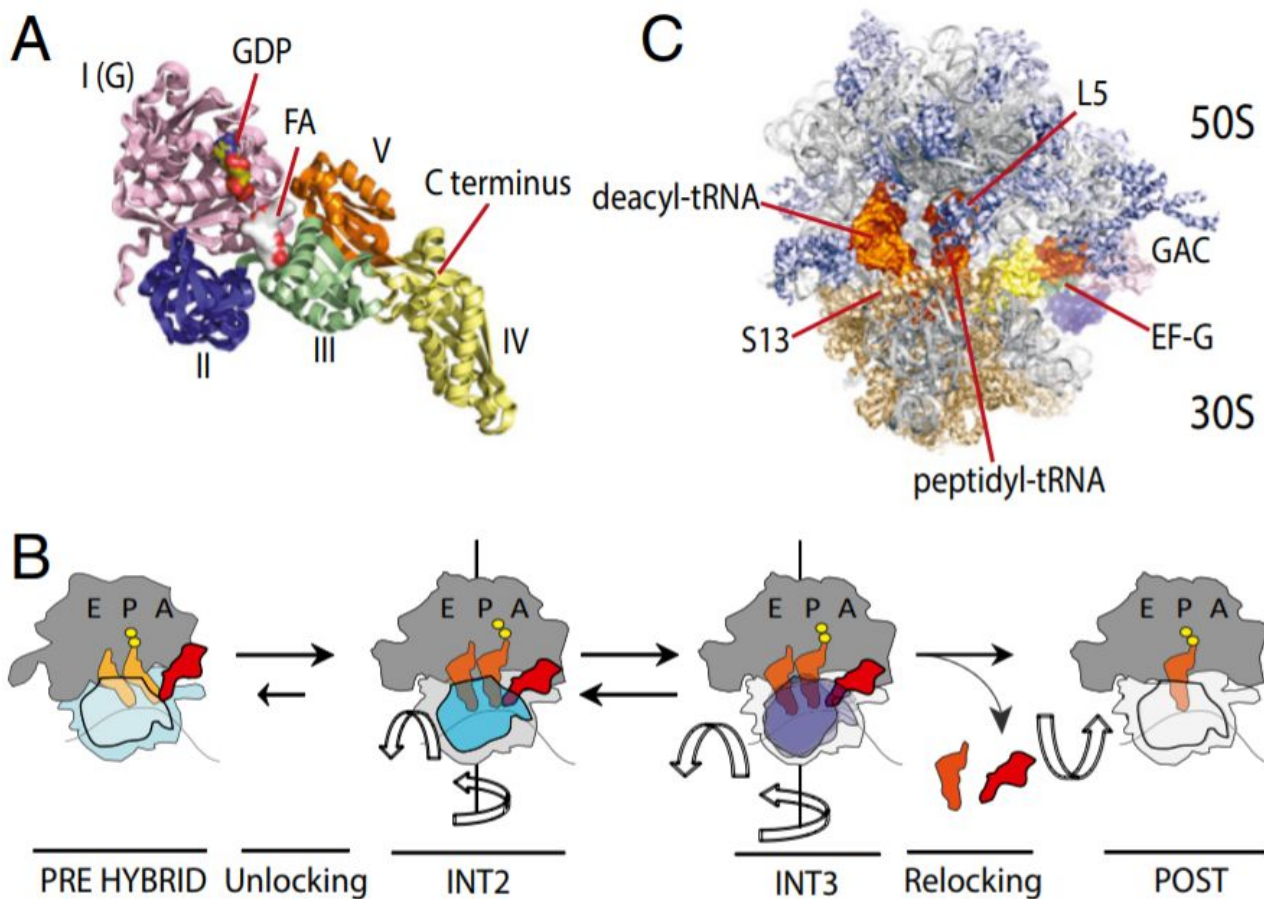 A
I (G)
GDP
FA
V
C terminus
II
III
IV
C
L5
50S
deacyl-tRNA
GAC
S13
EF-G
30S
peptidyl-tRNA
B
E P A
E P A
E P A
E P A
PRE HYBRID
Unlocking
INT2
INT3
Relocking
POST